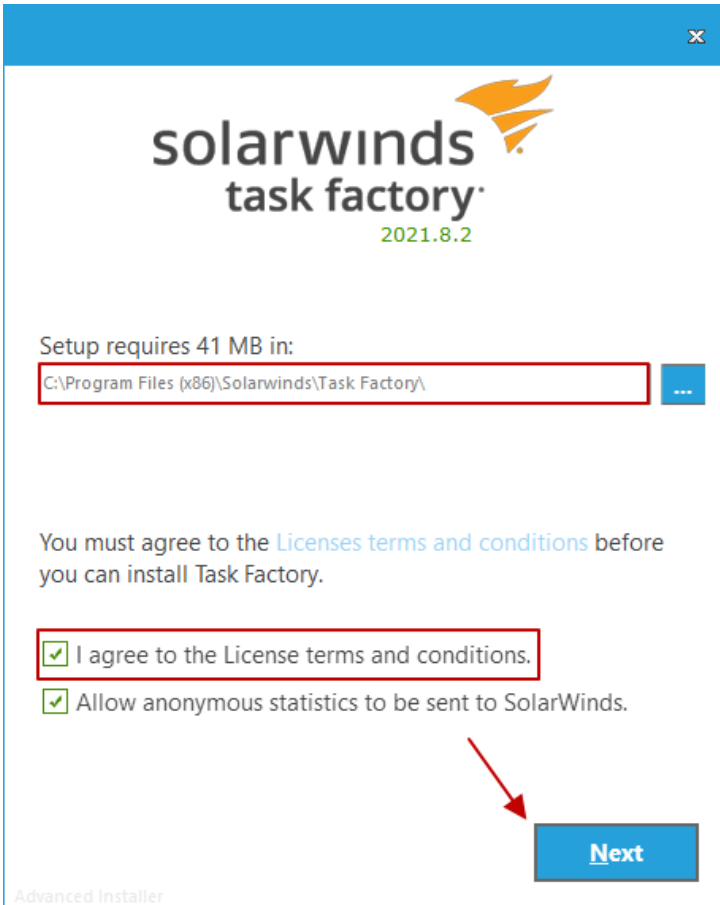 solarwinds
task factory
2021.8.2
Setup requires 41 MB in:
C:\Program Files (x86)\Solarwinds\Task Factory\
...
You must agree to the Licenses terms and conditions before
you can install Task Factory.
I agree to the License terms and conditions.
Allow anonymous statistics to be sent to SolarWinds.
Next
Advanced Installer